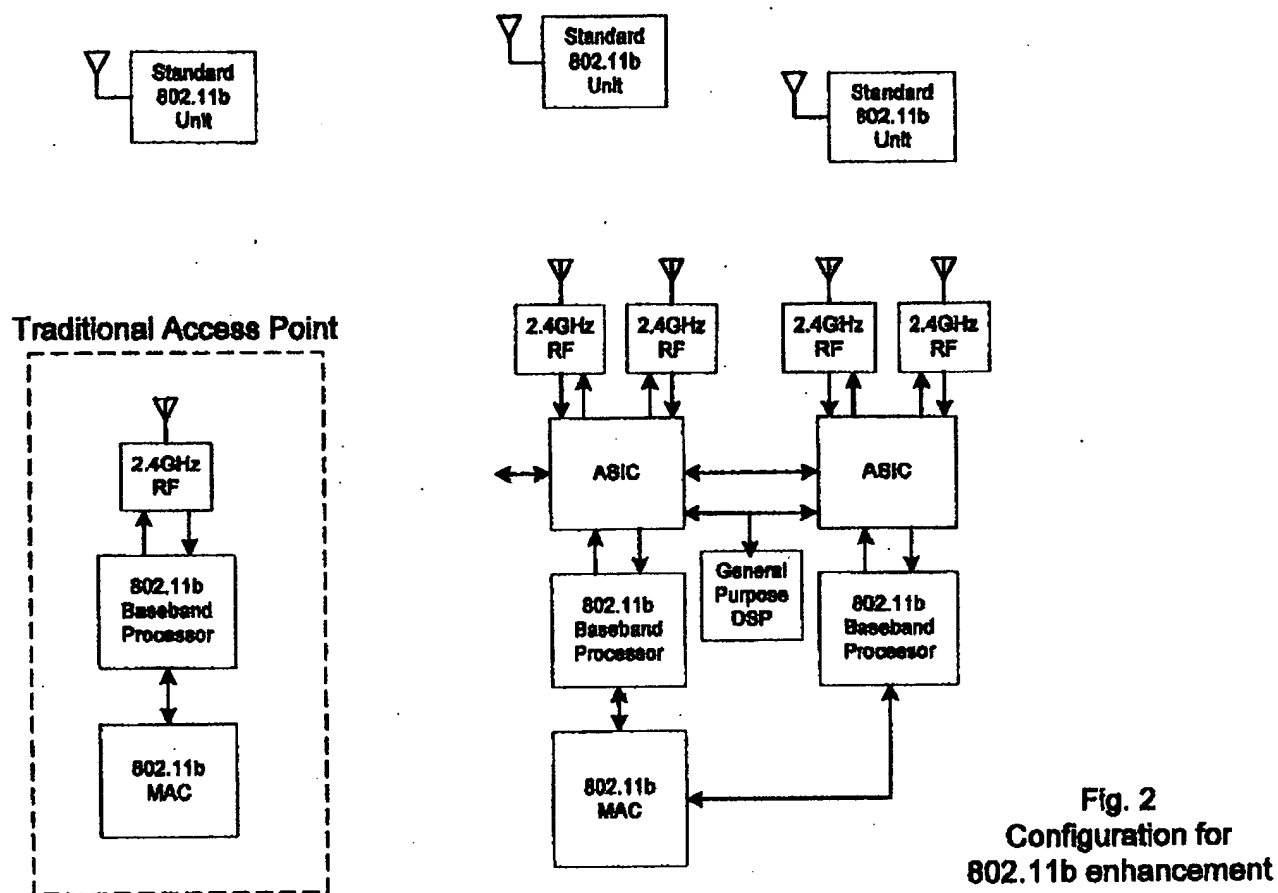 Standard
802.11b
Unit
Standard
802.11b
Unit
Standard
802.11b
Unit
Traditional Access Point
2.4GHz
RF
802.11b
Baseband
Processor
802.11b
MAC
2.4GHz
RF
2.4GHz
RF
2.4GHz
RF
2.4GHz
RF
ASIC
ASIC
802.11b
Baseband
Processor
General
Purpose
DSP
802.11b
Baseband
Processor
802.11b
MAC
Fig. 2
Configuration for
802.11b enhancement